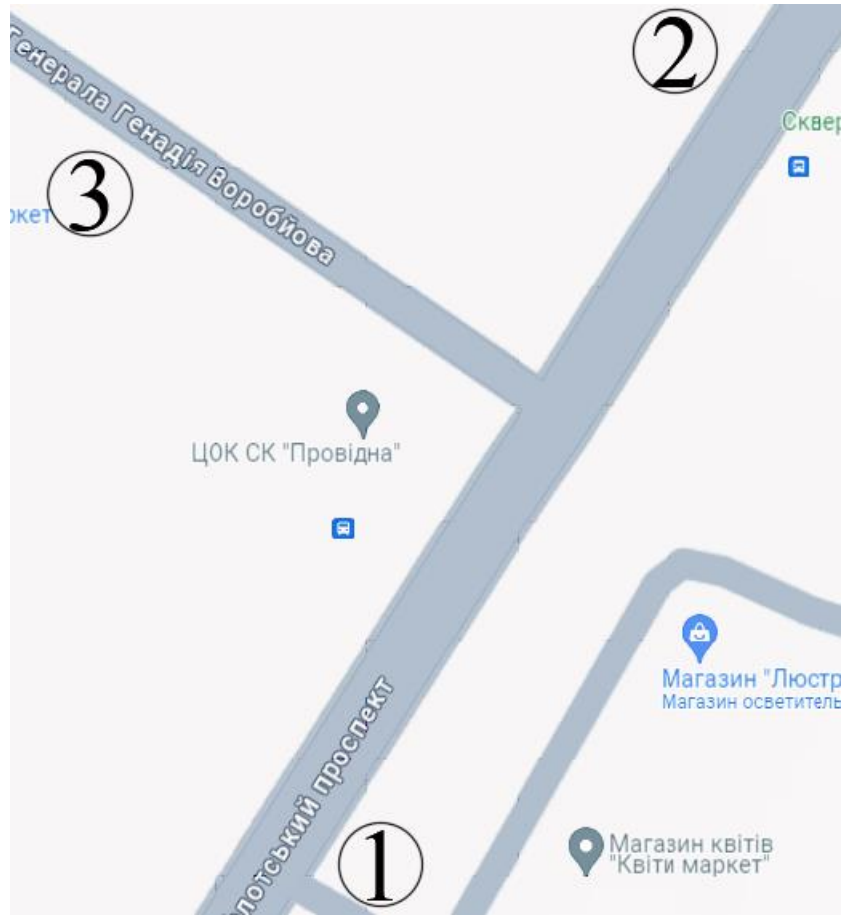 2
Генерала Генадія Воробйова
Сквер
3
ркет
ЦОК СК "Провідна"
Магазин "Люстр
Магазин осветитель
лотський проспект
1
Магазин квітів
"Квіти маркет"